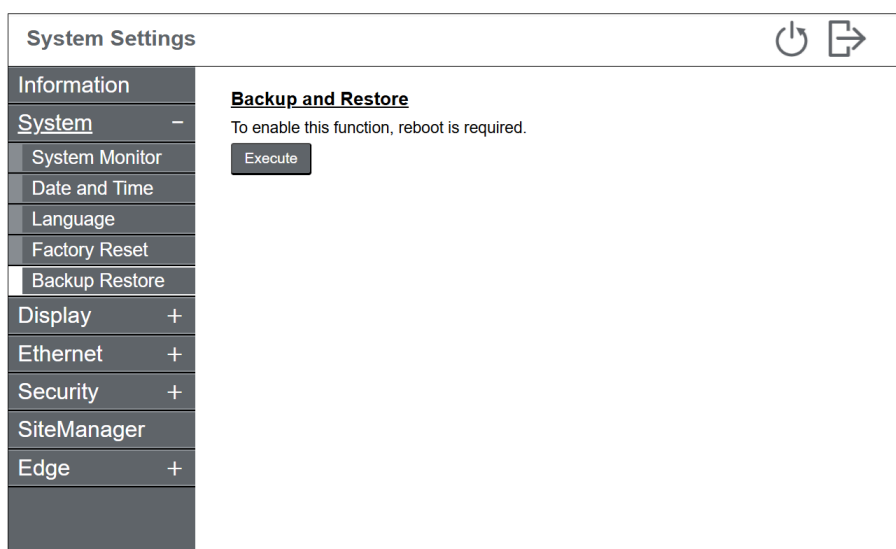 System Settings
Information
System −
System Monitor
Date and Time
Language
Factory Reset
Backup Restore
Display +
Ethernet +
Security +
SiteManager
Edge +
Backup and Restore
To enable this function, reboot is required.
Execute